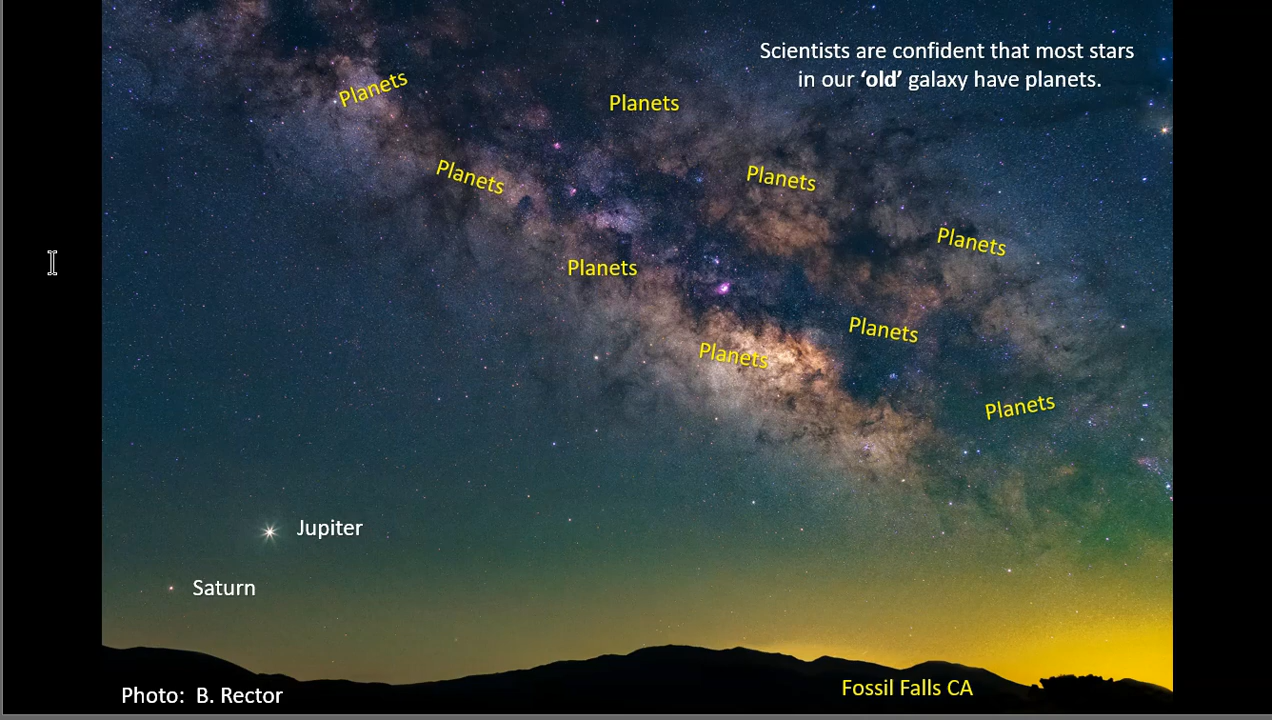 Scientists are confident that most stars
in our ‘old’ galaxy have planets.
Planets
Planets
Planets
Planets
Planets
Planets
Planets
Planets
Planets
Jupiter
Saturn
Photo: B. Rector
Fossil Falls CA